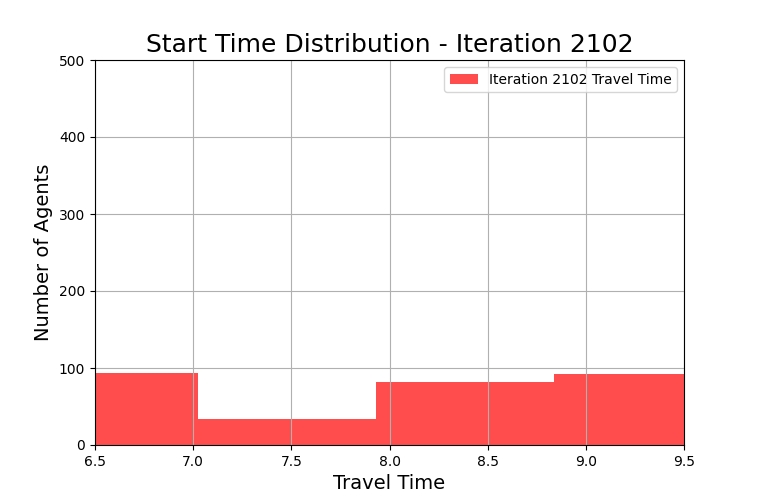 Start Time Distribution - Iteration 2102
500
400
300
200
100
0
Number of Agents
Iteration 2102 Travel Time
6.5 7.0 7.5 8.0 8.5 9.0 9.5
Travel Time